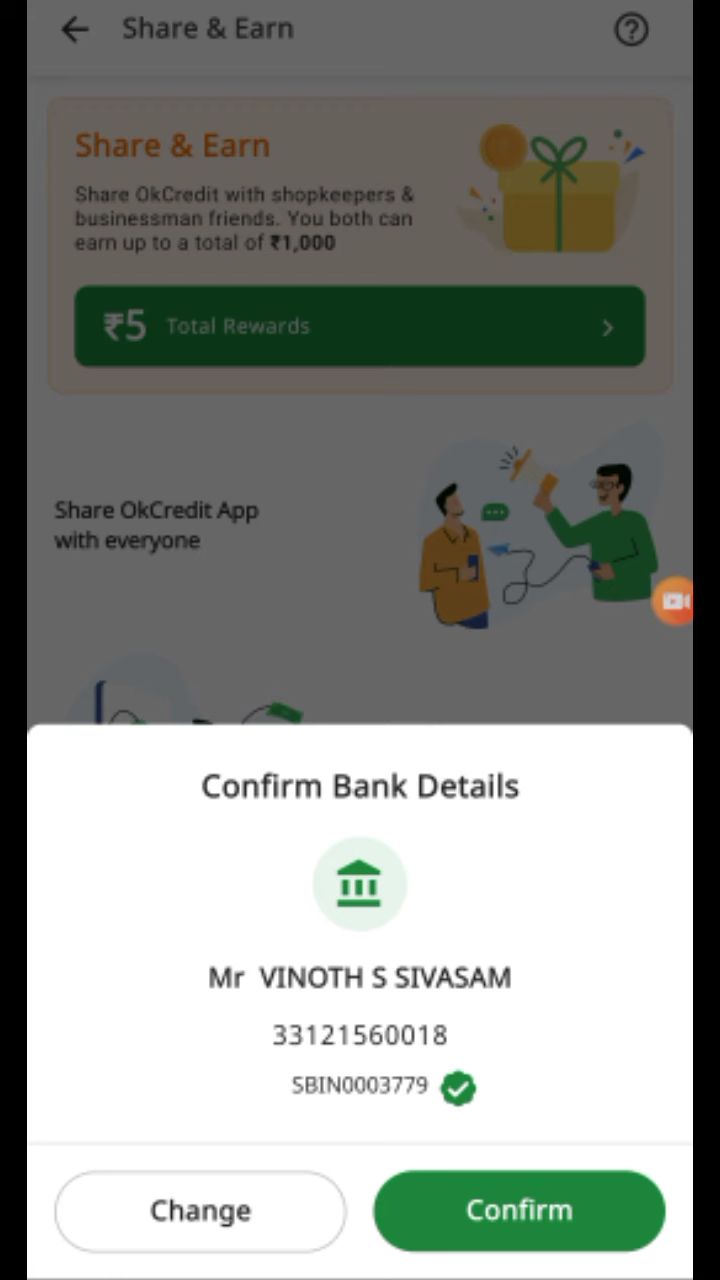 Share & Earn
Share & Earn
Share OkCredit with shopkeepers &
businessman friends. You both can
earn up to a total of ₹1,000
₹5 Total Rewards
Share OkCredit App
with everyone
Confirm Bank Details
Mr VINOTH S SIVASAM
33121560018
SBIN0003779
Change Confirm